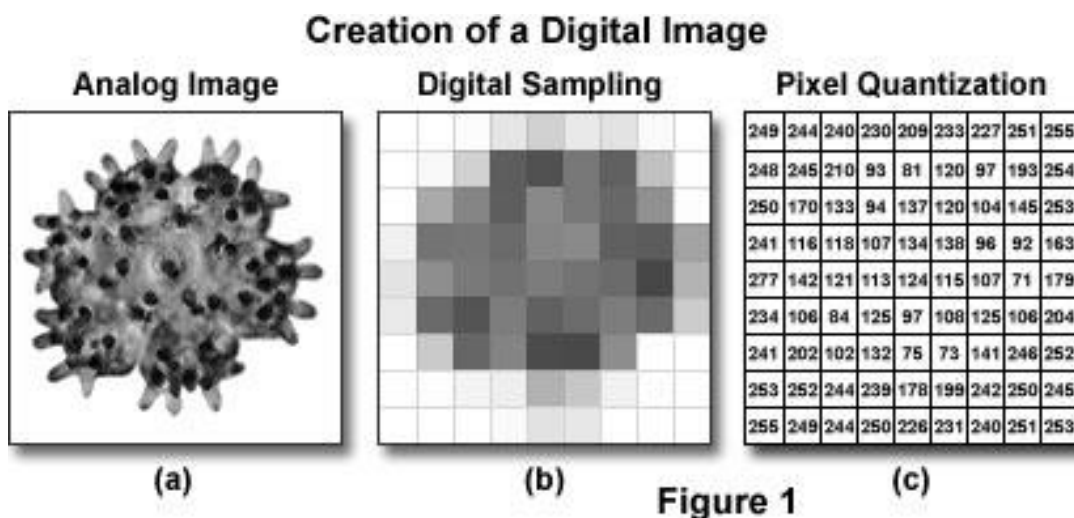 Creation of a Digital Image
Analog Image Digital Sampling Pixel Quantization
249 244 240 230 209 233 227 251 255
248 245 210 93 81 120 97 193 254
250 170 133 94 137 120 104 145 253
241 116 118 107 134 138 96 92 163
277 142 121 113 124 115 107 71 179
234 106 84 125 97 108 125 106 204
241 202 102 132 75 73 141 246 252
253 252 244 239 178 199 242 250 245
255 249 244 250 226 231 240 251 253
(a) (b) (c)
Figure 1